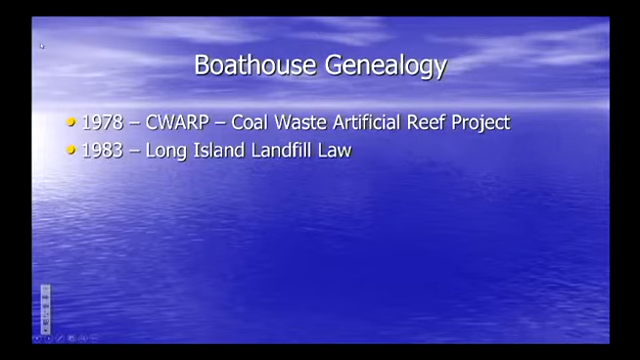 Boathouse Genealogy
1978 – CWARP – Coal Waste Artificial Reef Project
1983 – Long Island Landfill Law